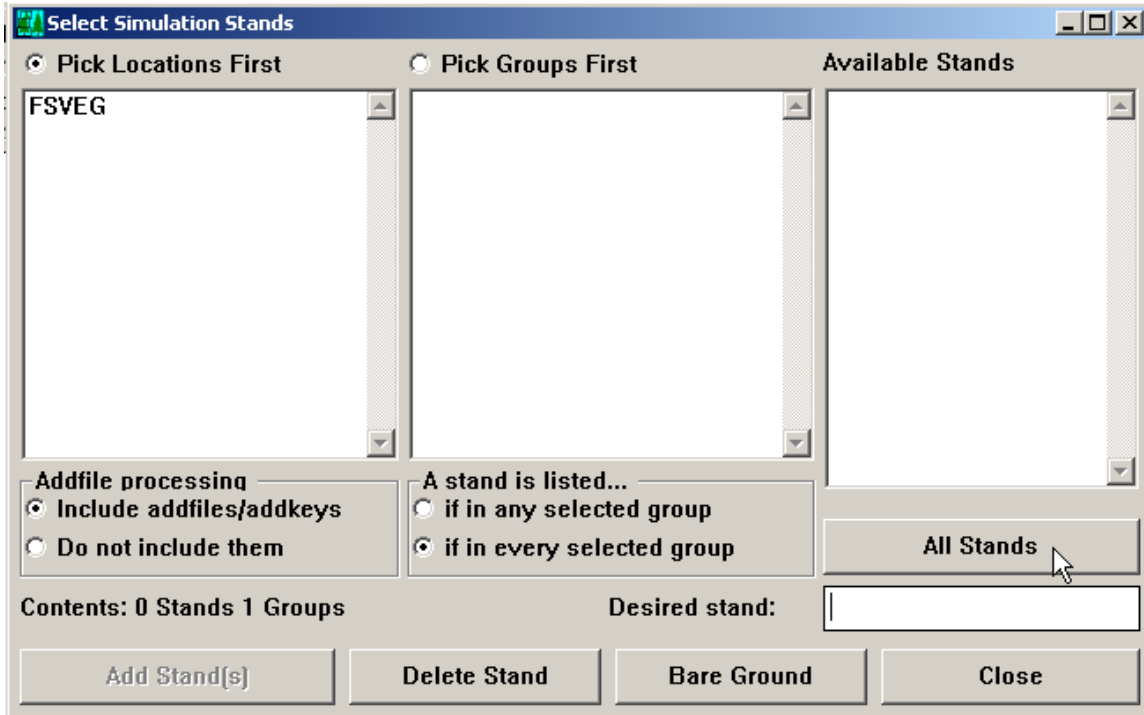 Select Simulation Stands
Pick Locations First
Pick Groups First
Available Stands
FSVEG
Addfile processing
Include addfiles/addkeys
Do not include them
A stand is listed...
if in any selected group
if in every selected group
All Stands
Contents: 0 Stands 1 Groups
Desired stand:
Add Stand(s)
Delete Stand
Bare Ground
Close